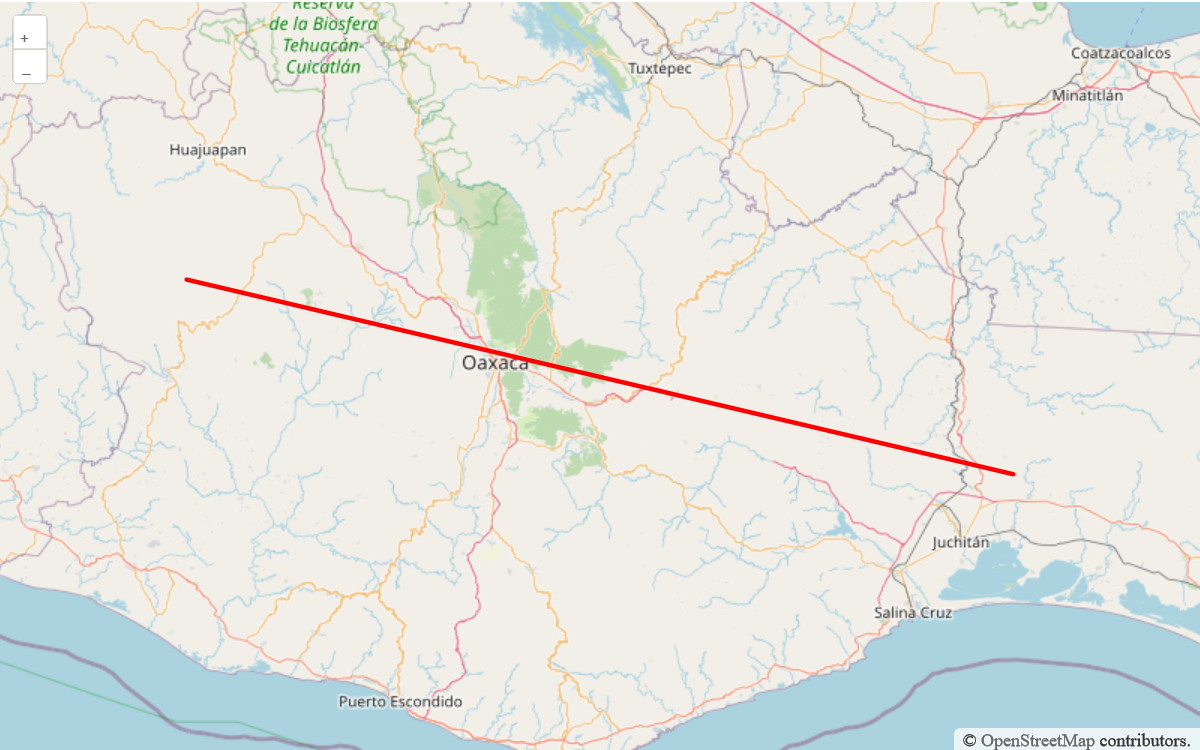 Reserva
de la Biosfera
Tehuacán-
Cuicatlán
+
−
Coatzacoalcos
Tuxtepec
Minatitlán
Huajuapan
Oaxaca
Juchitán
Salina Cruz
Puerto Escondido
© OpenStreetMap contributors.